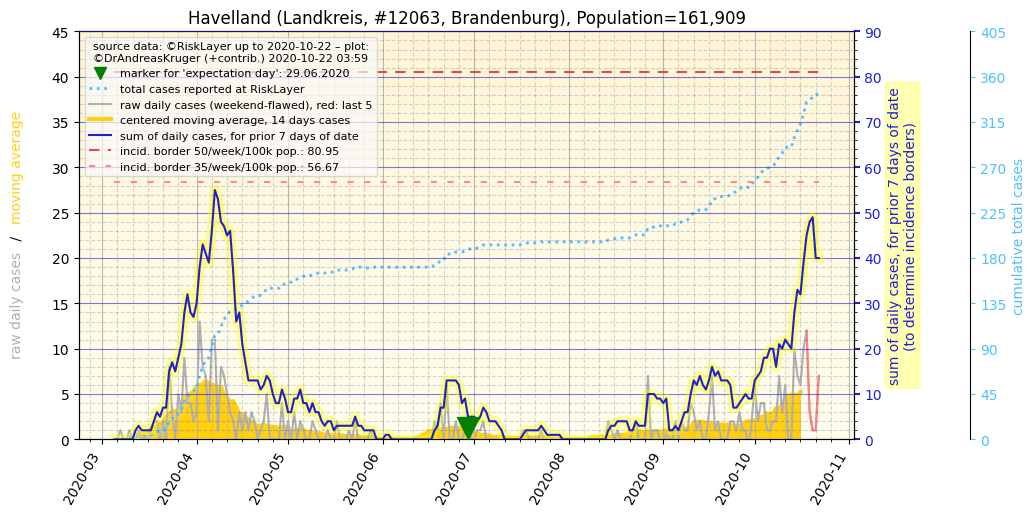 Havelland (Landkreis, #12063, Brandenburg), Population=161,909
source data: ©RiskLayer up to 2020-10-22 – plot:
©DrAndreasKruger (+contrib.) 2020-10-22 03:59
marker for 'expectation day': 29.06.2020
total cases reported at RiskLayer
raw daily cases (weekend-flawed), red: last 5
centered moving average, 14 days cases
sum of daily cases, for prior 7 days of date
incid. border 50/week/100k pop.: 80.95
incid. border 35/week/100k pop.: 56.67
raw daily cases / moving average
45
40
35
30
25
20
15
10
5
0
2020-03
2020-04
2020-05
2020-06
2020-07
2020-08
2020-09
2020-10
2020-11
90
80
70
60
50
40
30
20
10
0
sum of daily cases, for prior 7 days of date
(to determine incidence borders)
405
360
315
270
225
180
135
90
45
0
cumulative total cases